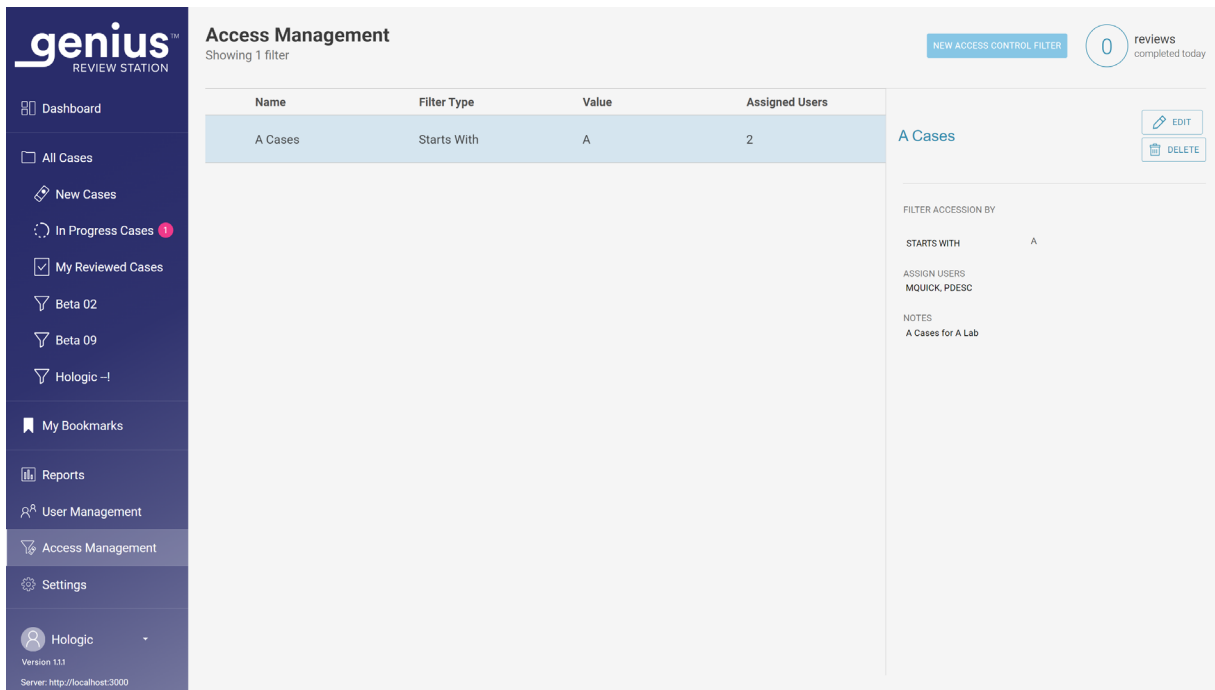 genius™
REVIEW STATION
Dashboard
All Cases
New Cases
In Progress Cases 1
My Reviewed Cases
Beta 02
Beta 09
Hologic --!
My Bookmarks
Reports
User Management
Access Management
Settings
Hologic
Version 1.1.1
Server: http://localhost:3000
Access Management
Showing 1 filter
NEW ACCESS CONTROL FILTER
0 reviews
completed today
Name Filter Type Value Assigned Users
A Cases Starts With A 2
A Cases
EDIT
DELETE
FILTER ACCESSION BY
STARTS WITH A
ASSIGN USERS
MQUICK, PDESC
NOTES
A Cases for A Lab